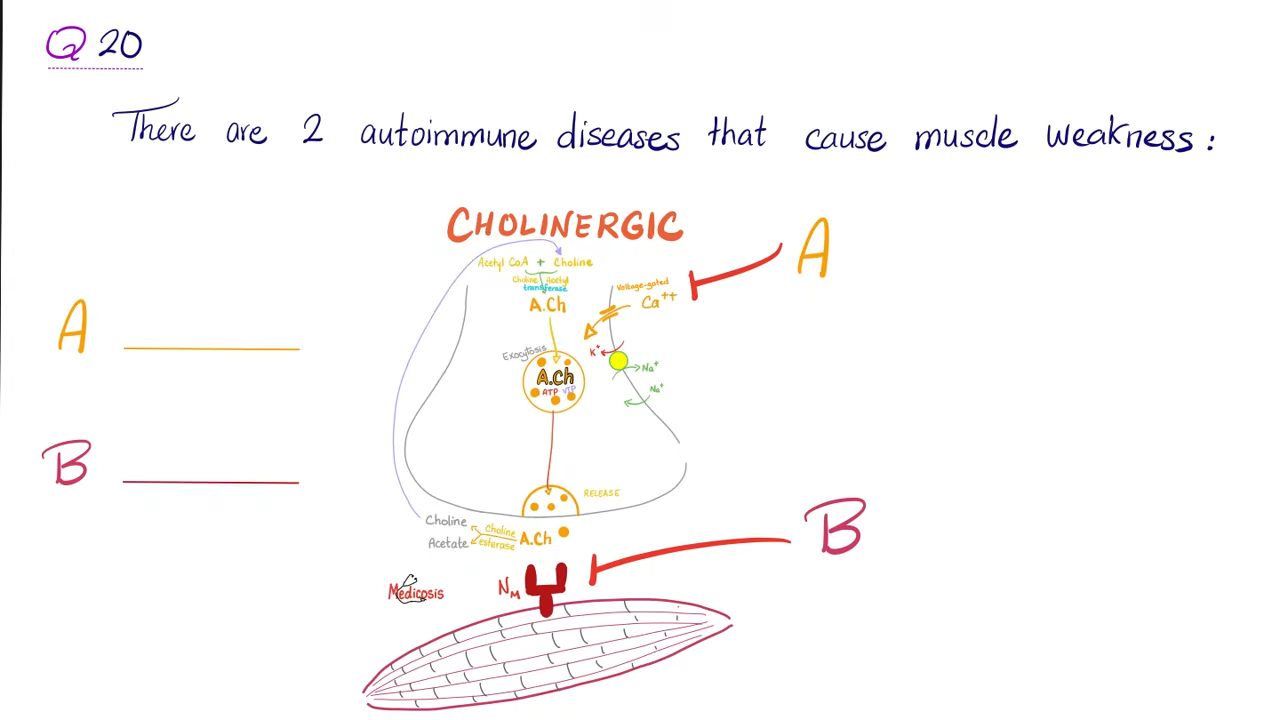 Q 20
There are 2 autoimmune diseases that cause muscle weakness :
CHOLINERGIC
A
Acetyl CoA + Choline
Choline Acetyl
transferase
Voltage-gated
Ca++
A.Ch
A
Exocytosis
K+
Na+
A.Ch
ATP VIP
Na+
B
RELEASE
B
Choline
Acetate
Choline
esterase
A.Ch
Medicosis
NM